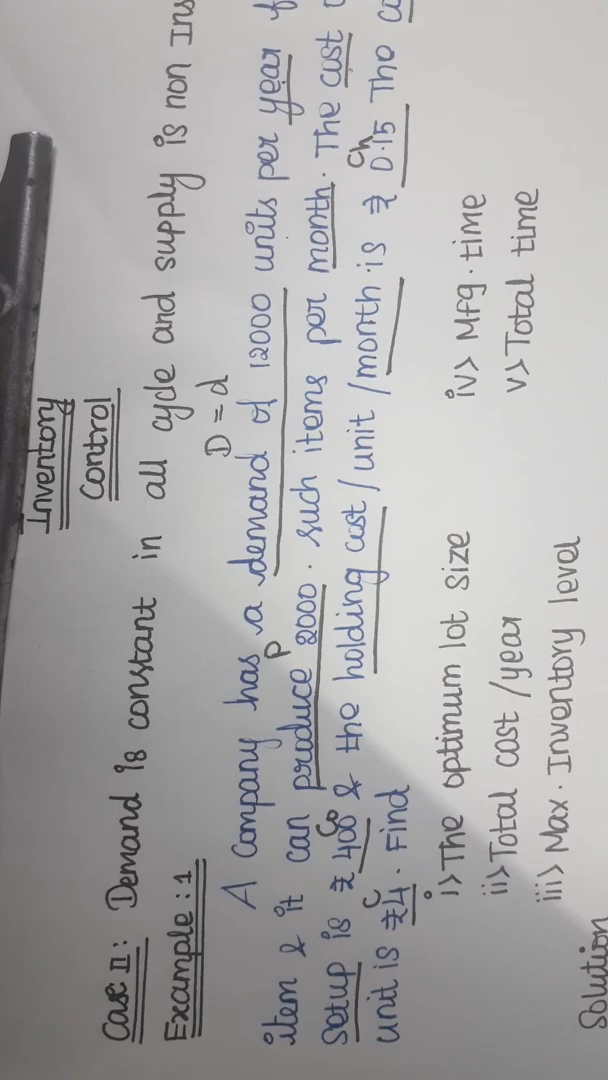 Inventory
Control
Case II: Demand is constant in all cycle and supply is non Ins
D = d
Example: 1
A Company has a demand of 12000 units per year
P
item & it can produce 2000. such items per month. The cost
Co
Ch
Setup is ₹ 400 & the holding cost/unit/month is ₹ 0.15 The
C
unit is ₹4. Find
i> The optimum lot size
iv> Mfg. time
ii> Total cost/year
v> Total time
iii> Max. Inventory level
Solution